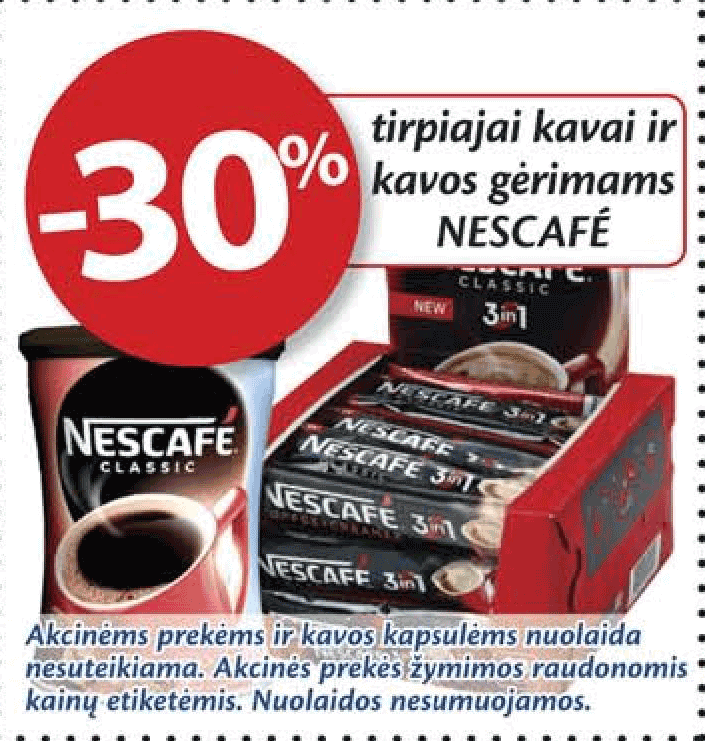 -30%
tirpiajai kavai ir
kavos gėrimams
NESCAFÉ
NESCAFÉ.
CLASSIC
NEW
3in1
NESCAFÉ 3in1
NESCAFÉ 3in1
NESCAFÉ 3in1
NESCAFÉ 3in1
NESCAFÉ
CLASSIC
NESCAFÉ 3in1
Akcinėms prekėms ir kavos kapsulėms nuolaida
nesuteikiama. Akcinės prekės žymimos raudonomis
kainų etiketėmis. Nuolaidos nesumuojamos.